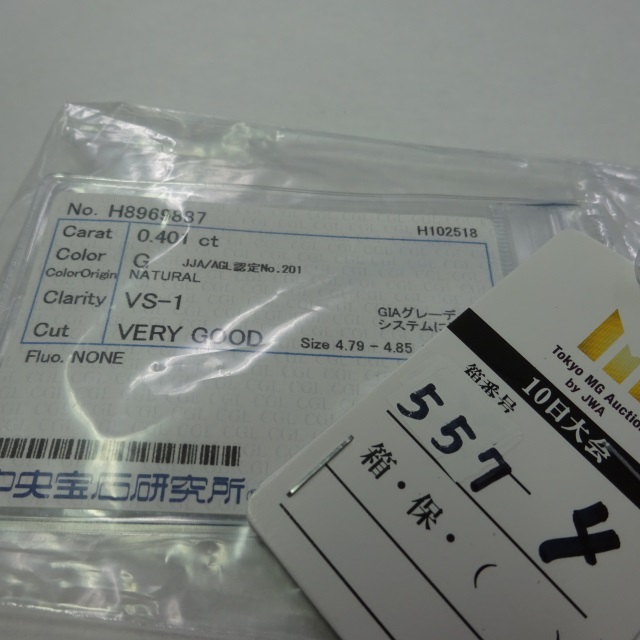 No. H8969837
H102518
Carat 0.401 ct
Color G JJA/AGL認定No.201
ColorOrigin NATURAL
Clarity VS-1
GIAグレーデ
システムに
Cut VERY GOOD Size 4.79 - 4.85
Fluo. NONE
中央宝石研究所
Tokyo MG Auction
by JWA
10日大会
557
箱・保・(
4